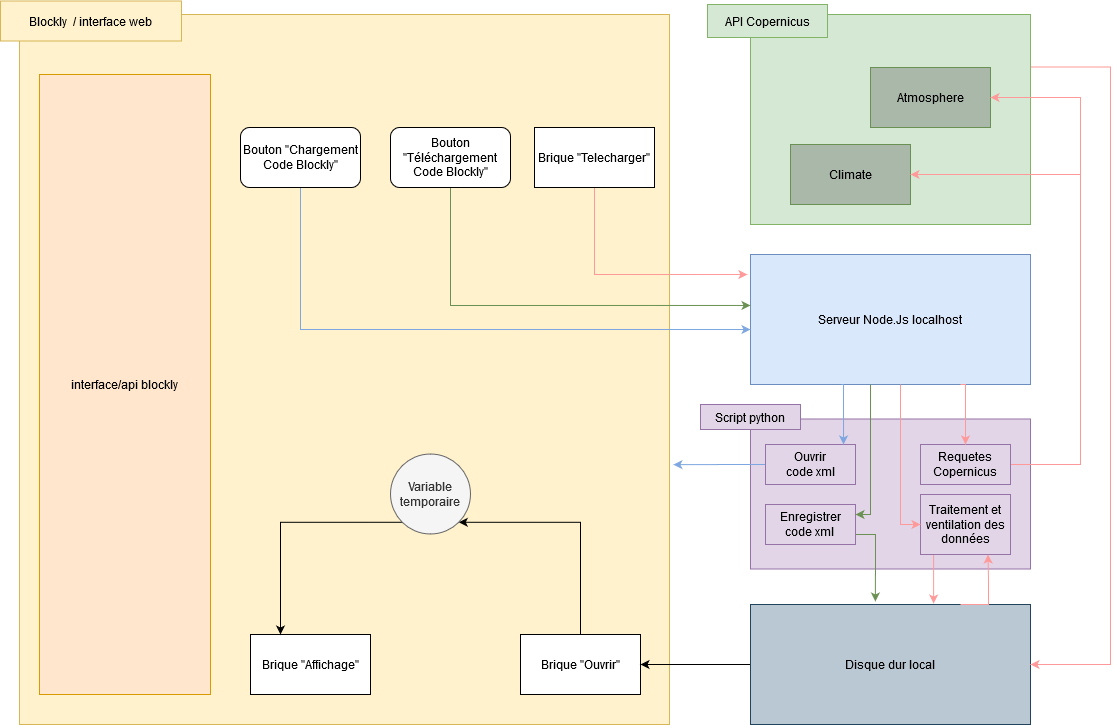 Blockly / interface web
API Copernicus
Atmosphere
Climate
Bouton "Chargement
Code Blockly"
Bouton
"Téléchargement
Code Blockly"
Brique "Telecharger"
Serveur Node.Js localhost
interface/api blockly
Script python
Ouvrir
code xml
Requetes
Copernicus
Variable
temporaire
Enregistrer
code xml
Traitement et
ventilation des
données
Brique "Affichage"
Brique "Ouvrir"
Disque dur local